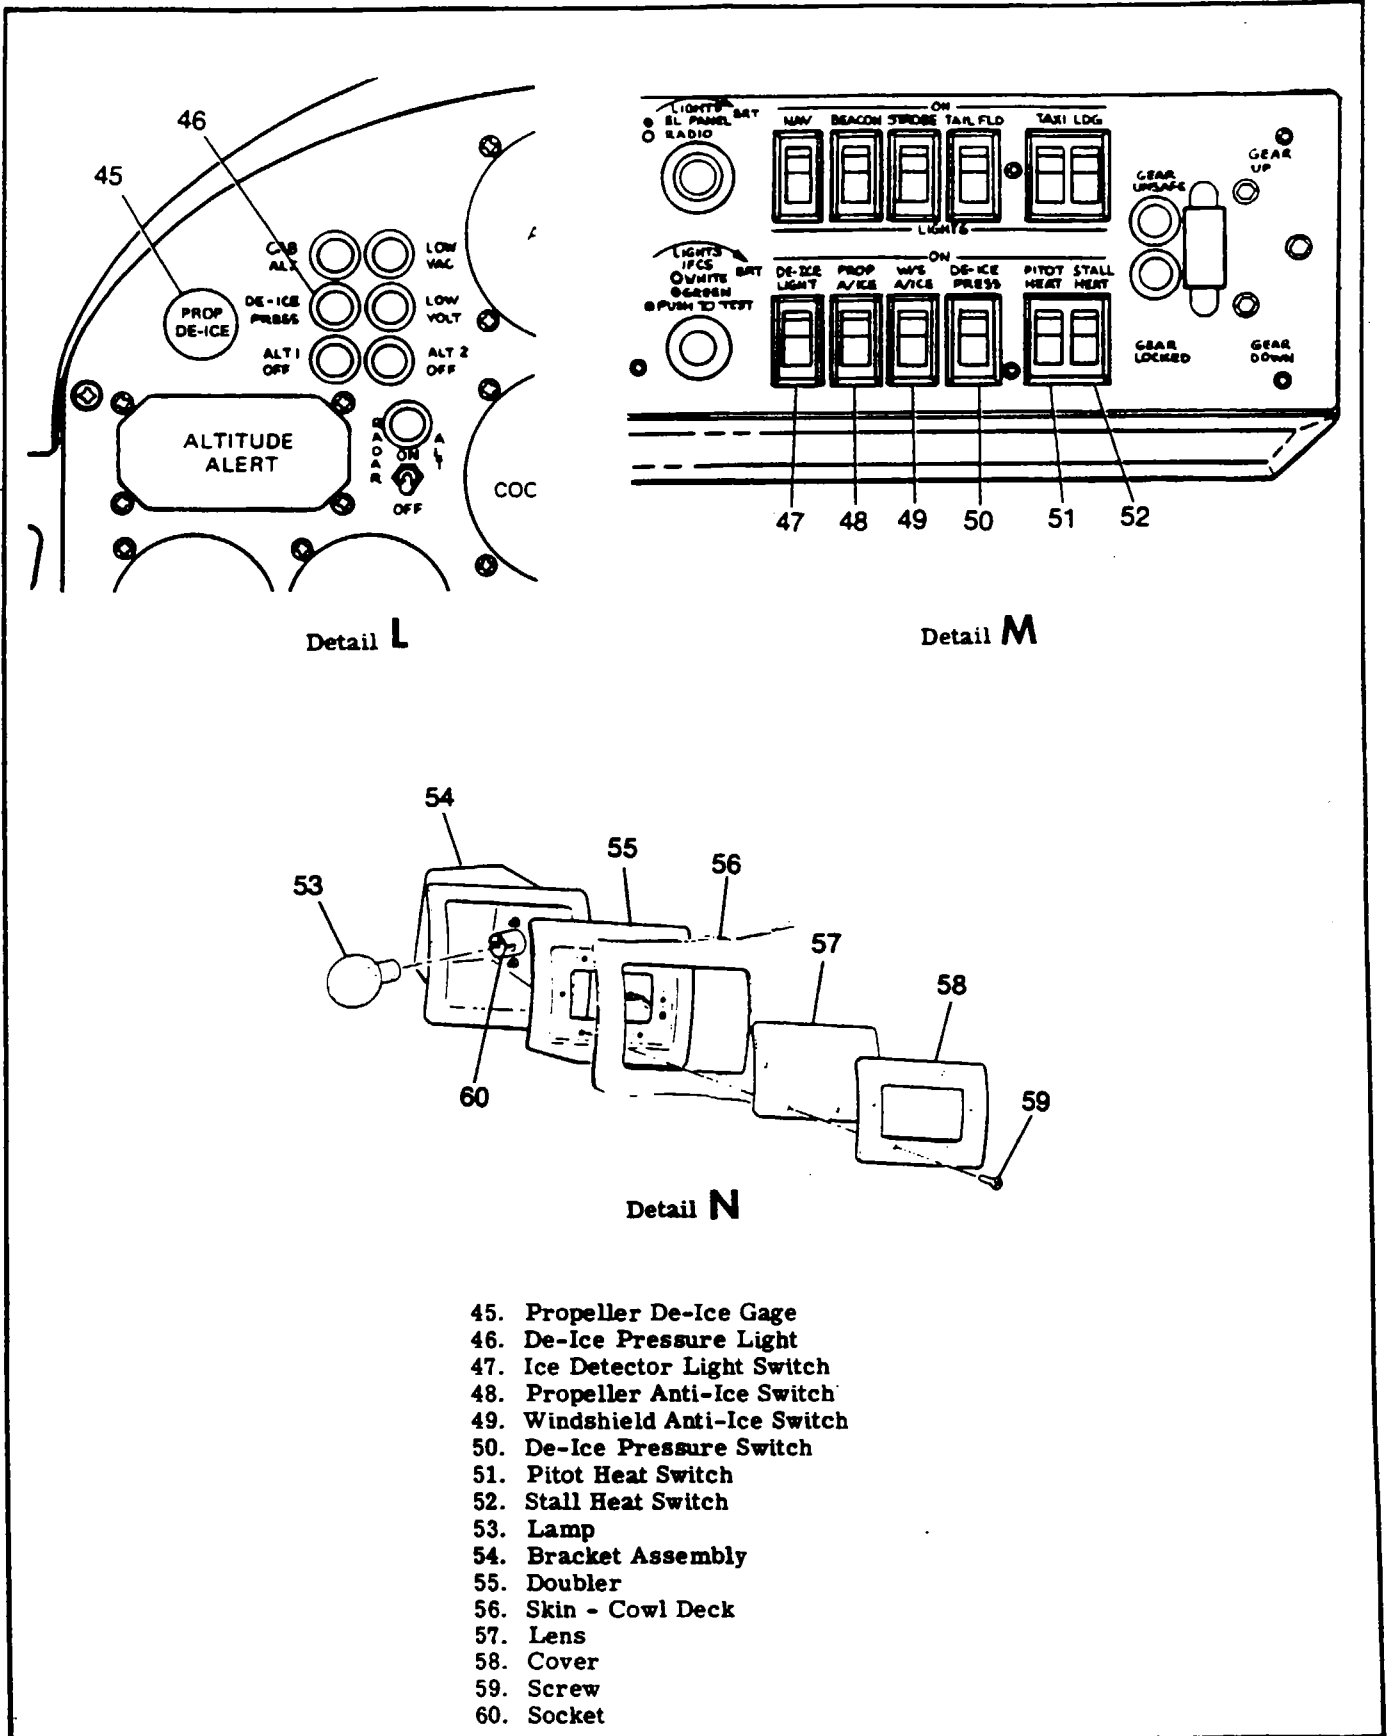 46
45
CAB
ALT
LOW
VAC
PROP
DE-ICE
DE-ICE
PRESS
LOW
VOLT
ALT 1
OFF
ALT 2
OFF
ALTITUDE
ALERT
RADAR
ALT
ON
OFF
A
COC
Detail L
LIGHTS
EL PANEL BRT
RADIO
ON
NAV BEACON STROBE TAIL FLD TAXI LDG
LIGHTS
GEAR
UNSAFE
GEAR
UP
LIGHTS
IFCS BRT
WHITE
GREEN
PUSH TO TEST
ON
DE-ICE
LIGHT
PROP
A/ICE
W/S
A/ICE
DE-ICE
PRESS
PITOT
HEAT
STALL
HEAT
GEAR
LOCKED
GEAR
DOWN
47 48 49 50 51 52
Detail M
54
55
56
53
57
58
60
59
Detail N
45. Propeller De-Ice Gage
46. De-Ice Pressure Light
47. Ice Detector Light Switch
48. Propeller Anti-Ice Switch
49. Windshield Anti-Ice Switch
50. De-Ice Pressure Switch
51. Pitot Heat Switch
52. Stall Heat Switch
53. Lamp
54. Bracket Assembly
55. Doubler
56. Skin - Cowl Deck
57. Lens
58. Cover
59. Screw
60. Socket